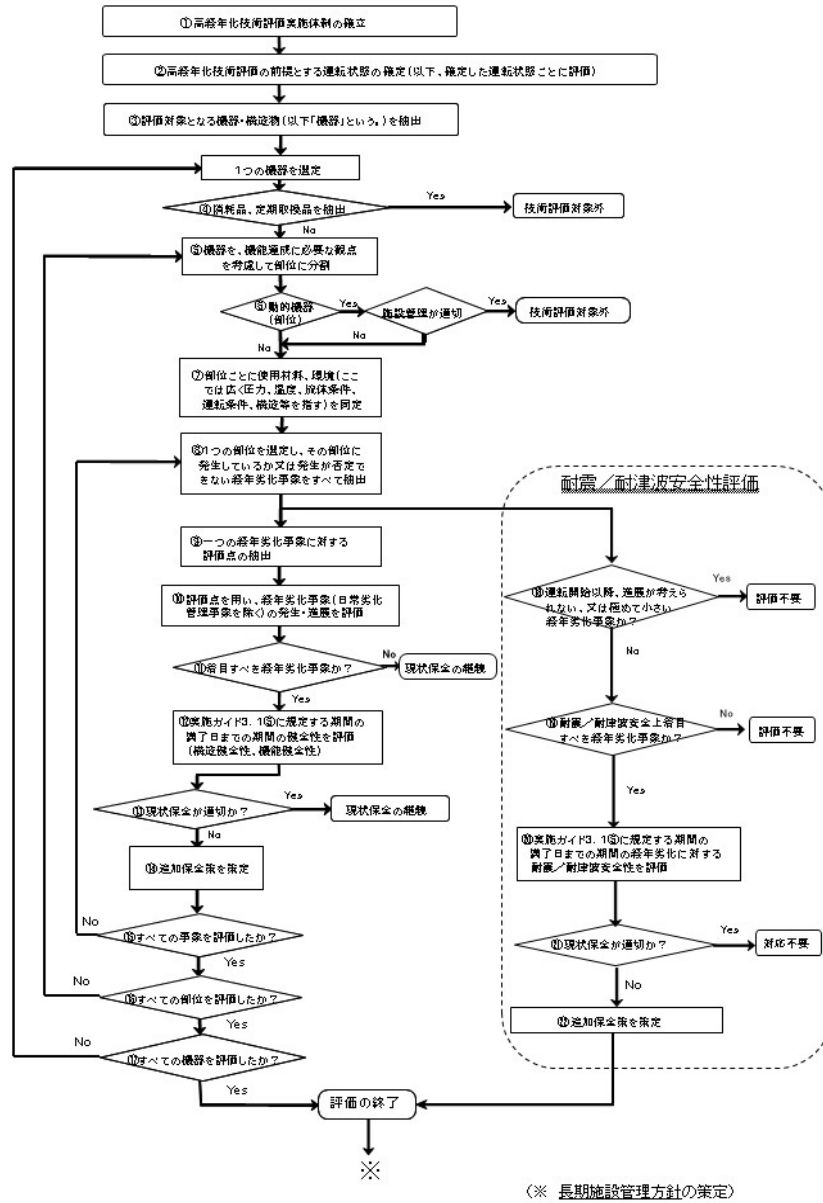 ①高経年化技術評価実施体制の確立
②高経年化技術評価の前提とする運転状態の確定(以下、確定した運転状態ごとに評価)
③評価対象となる機器・構造物(以下「機器」という。)を抽出
1つの機器を選定
④消耗品、定期取換品を抽出
Yes
技術評価対象外
No
⑤機器を、機能達成に必要な観点
を考慮して部位に分割
⑥動的機器
(部位)
Yes
施設管理が適切
Yes
技術評価対象外
No
No
⑦部位ごとに使用材料、環境(ここ
では広く圧力、温度、流体条件、
運転条件、構造等を指す)を同定
⑧1つの部位を選定し、その部位に
発生しているか又は発生が否定で
きない経年劣化事象をすべて抽出
⑨一つの経年劣化事象に対する
評価点の抽出
⑩評価点を用い、経年劣化事象(日常劣化
管理事象を除く)の発生・進展を評価
⑪着目すべき経年劣化事象か?
No
現状保全の継続
Yes
⑫実施ガイド3.1⑤に規定する期間の
満了日までの期間の健全性を評価
(構造健全性、機能健全性)
⑬現状保全が適切か?
Yes
現状保全の継続
No
⑭追加保全策を策定
No
⑮すべての事象を評価したか?
Yes
No
⑯すべての部位を評価したか?
Yes
No
⑰すべての機器を評価したか?
Yes
耐震/耐津波安全性評価
⑱運転開始以降、進展が考えら
れない、又は極めて小さい
経年劣化事象か?
Yes
評価不要
No
⑲耐震/耐津波安全上着目
すべき経年劣化事象か?
No
評価不要
Yes
⑳実施ガイド3.1⑤に規定する期間の
満了日までの期間の経年劣化に対する
耐震/耐津波安全性を評価
㉑現状保全が適切か?
Yes
対応不要
No
㉒追加保全策を策定
評価の終了
※
(※ 長期施設管理方針の策定)